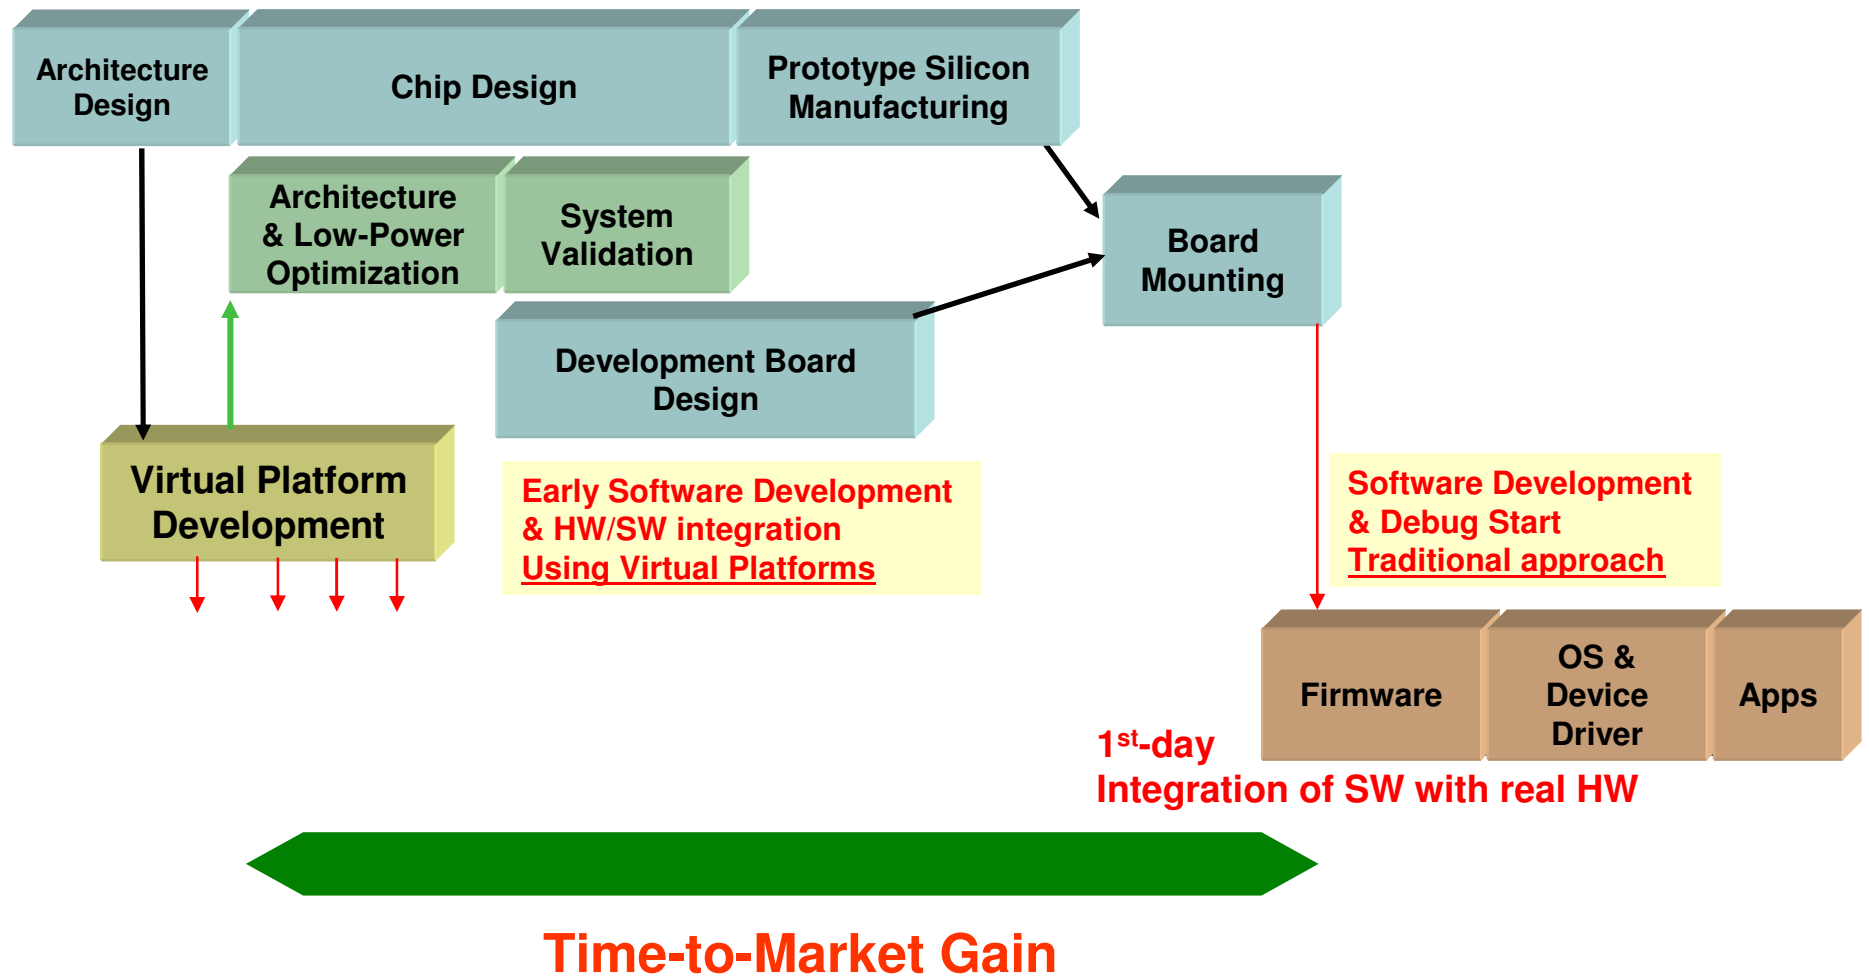 Architecture
Design
Chip Design
Prototype Silicon
Manufacturing
Architecture
& Low-Power
Optimization
System
Validation
Board
Mounting
Development Board
Design
Virtual Platform
Development
Early Software Development
& HW/SW integration
Using Virtual Platforms
Software Development
& Debug Start
Traditional approach
Firmware
OS &
Device
Driver
Apps
1st-day
Integration of SW with real HW
Time-to-Market Gain